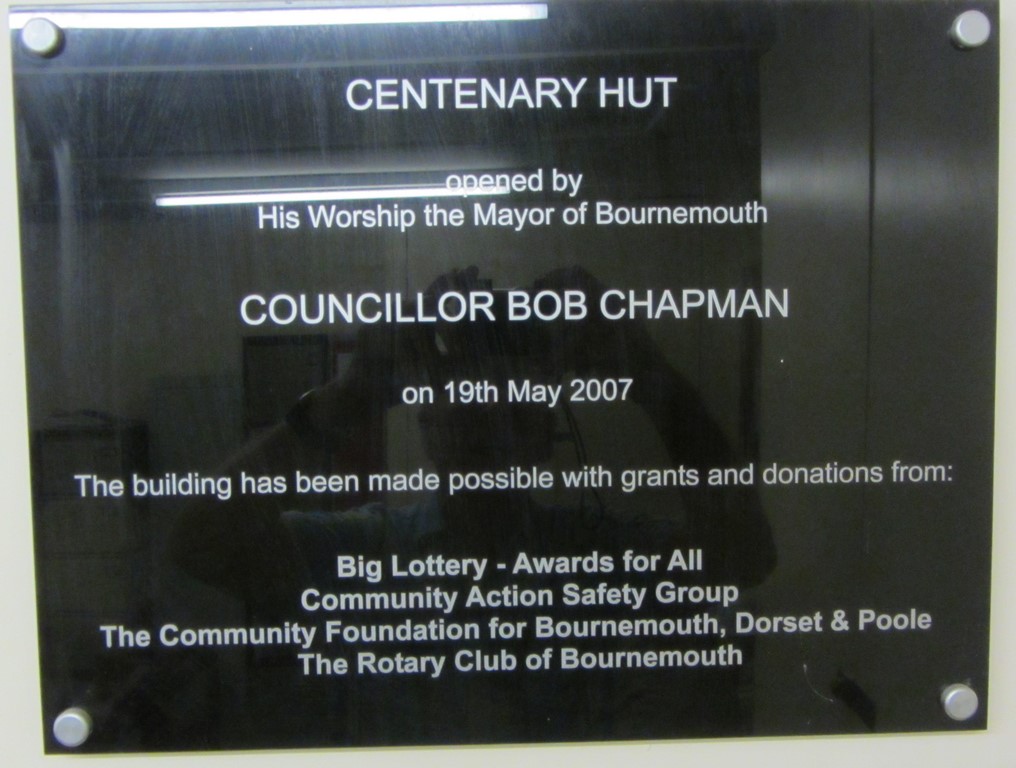 CENTENARY HUT
opened by
His Worship the Mayor of Bournemouth
COUNCILLOR BOB CHAPMAN
on 19th May 2007
The building has been made possible with grants and donations from:
Big Lottery - Awards for All
Community Action Safety Group
The Community Foundation for Bournemouth, Dorset & Poole
The Rotary Club of Bournemouth